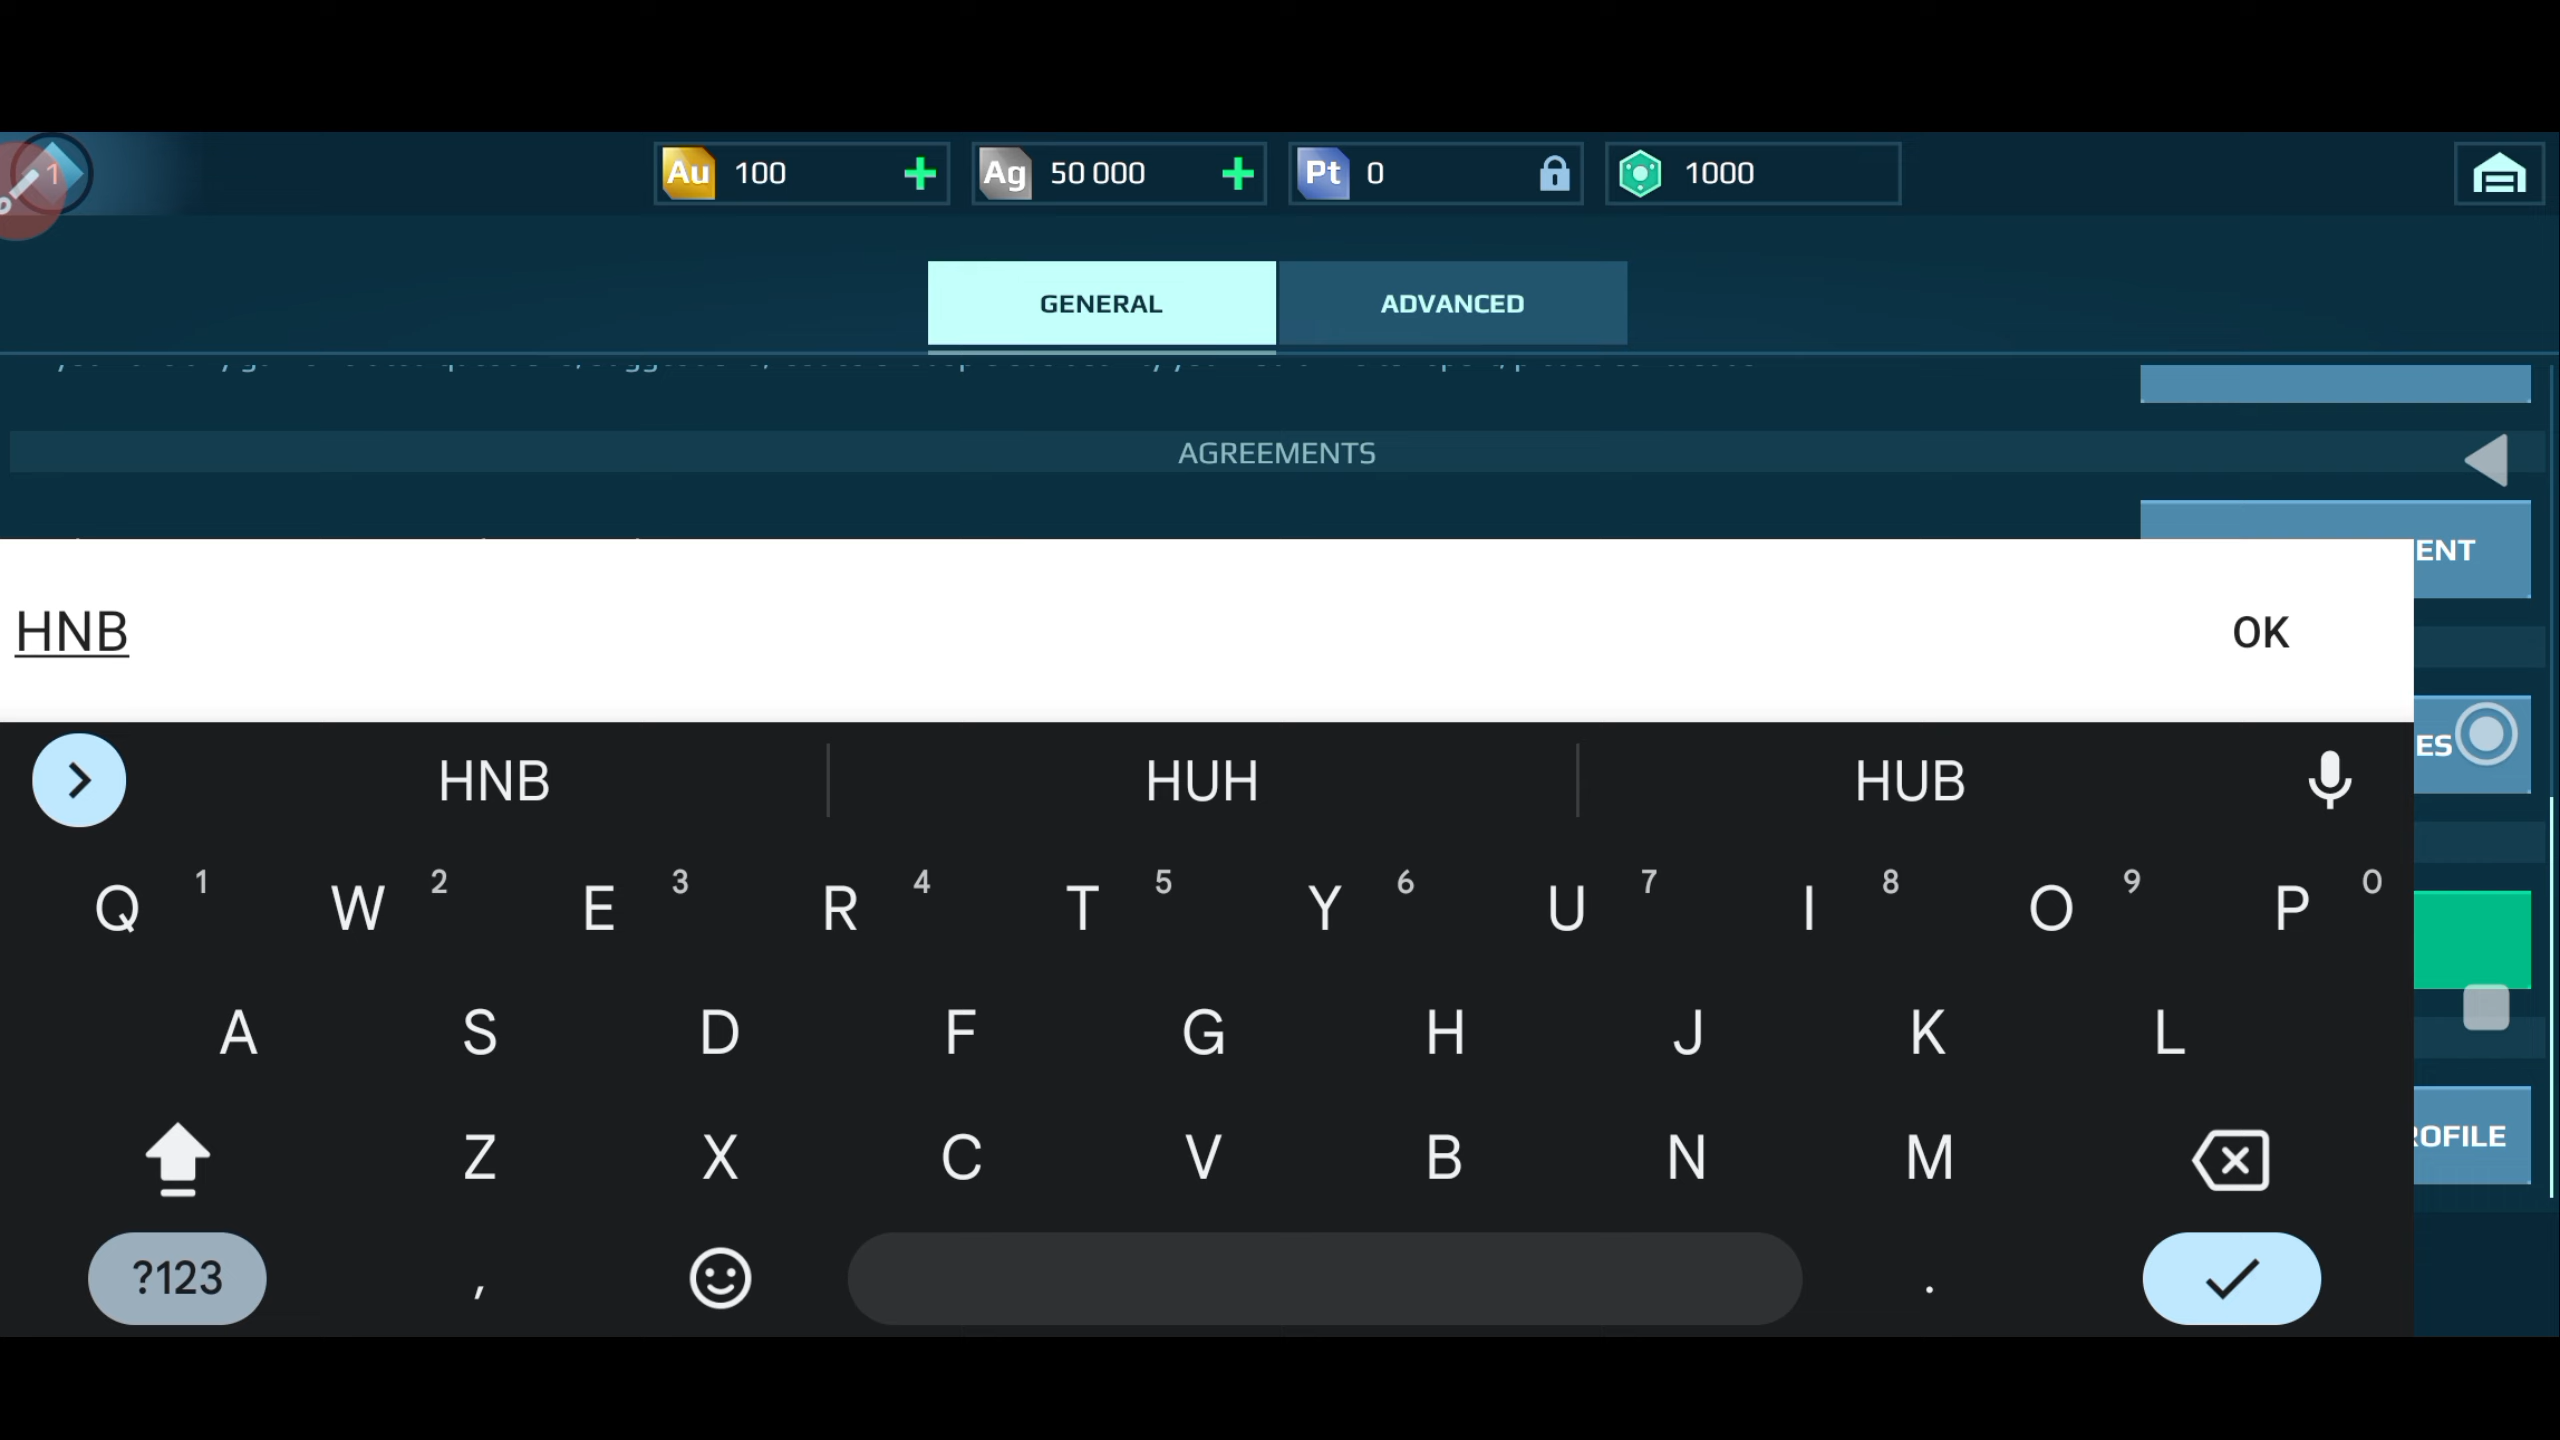 1
Au 100
Ag 50 000
Pt 0
1000
GENERAL
ADVANCED
AGREEMENTS
ENT
HNB
OK
ES
HNB
HUH
HUB
Q 1 W 2 E 3 R 4 T 5 Y 6 U 7 I 8 O 9 P 0
A S D F G H J K L
Z X C V B N M
ROFILE
?123 , .